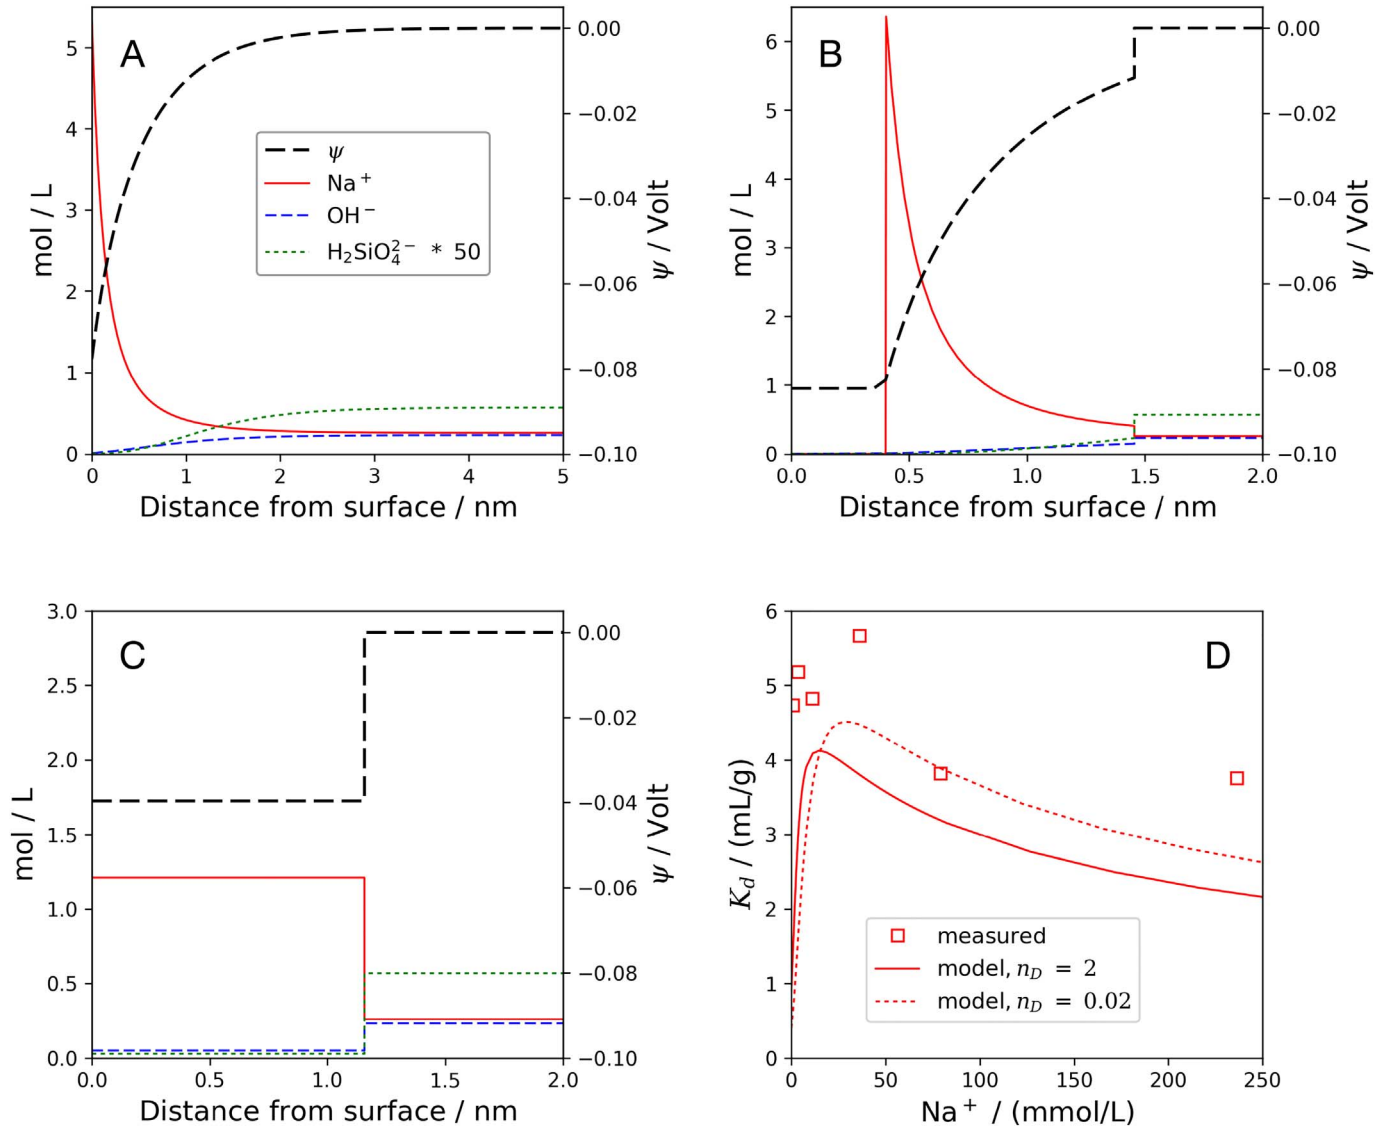 A
mol / L
5
4
3
2
1
0
0.00
−0.02
−0.04
−0.06
−0.08
−0.10
ψ / Volt
ψ
Na⁺
OH⁻
H₂SiO₄²⁻ * 50
0 1 2 3 4 5
Distance from surface / nm
B
mol / L
6
5
4
3
2
1
0
0.00
−0.02
−0.04
−0.06
−0.08
−0.10
ψ / Volt
0.0 0.5 1.0 1.5 2.0
Distance from surface / nm
C
mol / L
3.0
2.5
2.0
1.5
1.0
0.5
0.0
0.00
−0.02
−0.04
−0.06
−0.08
−0.10
ψ / Volt
0.0 0.5 1.0 1.5 2.0
Distance from surface / nm
D
K_d / (mL/g)
6
5
4
3
2
1
0
measured
model, n_D = 2
model, n_D = 0.02
0 50 100 150 200 250
Na⁺ / (mmol/L)